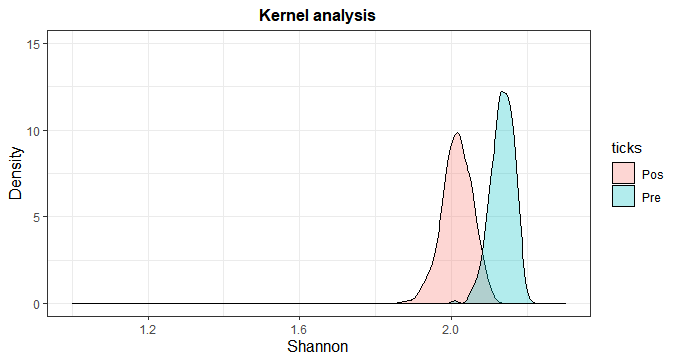 Kernel analysis
15
10
5
0
Density
1.2 1.6 2.0
Shannon
ticks
Pos
Pre